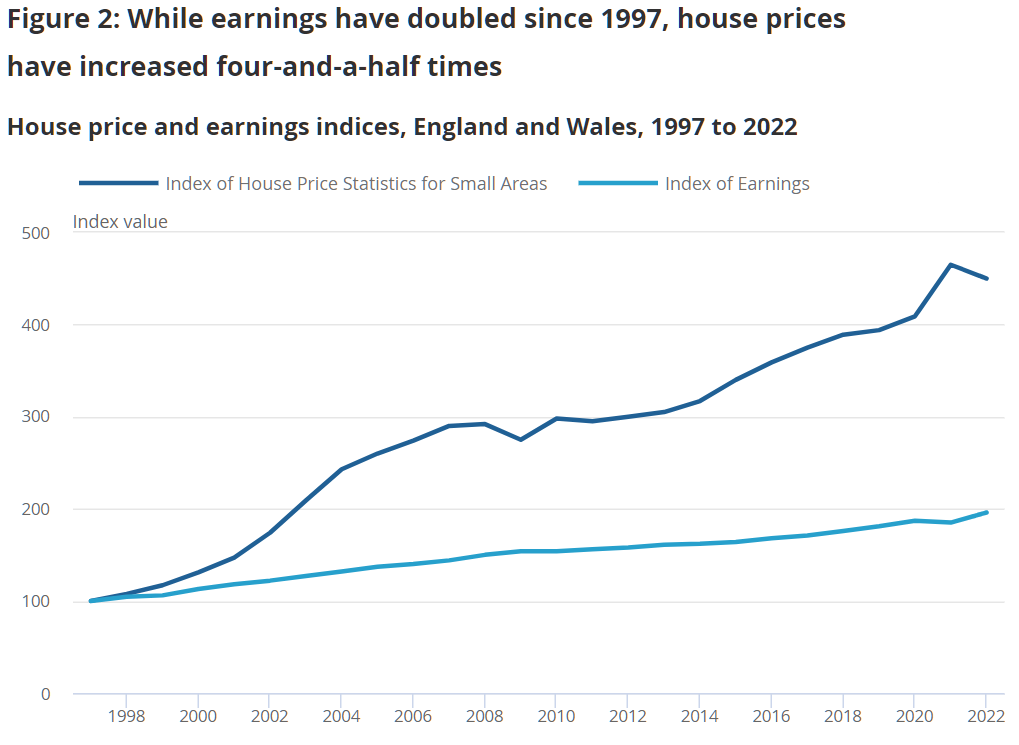 Figure 2: While earnings have doubled since 1997, house prices
have increased four-and-a-half times
House price and earnings indices, England and Wales, 1997 to 2022
Index of House Price Statistics for Small Areas Index of Earnings
Index value
500
400
300
200
100
0
1998 2000 2002 2004 2006 2008 2010 2012 2014 2016 2018 2020 2022